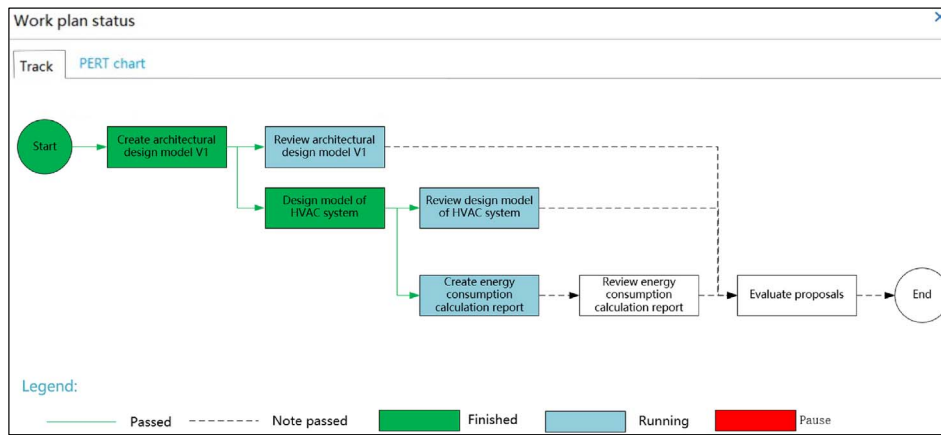 Work plan status
Track
PERT chart
Start
Create architectural
design model V1
Review architectural
design model V1
Design model of
HVAC system
Review design model
of HVAC system
Create energy
consumption
calculation report
Review energy
consumption
calculation report
Evaluate proposals
End
Legend:
Passed
Note passed
Finished
Running
Pause